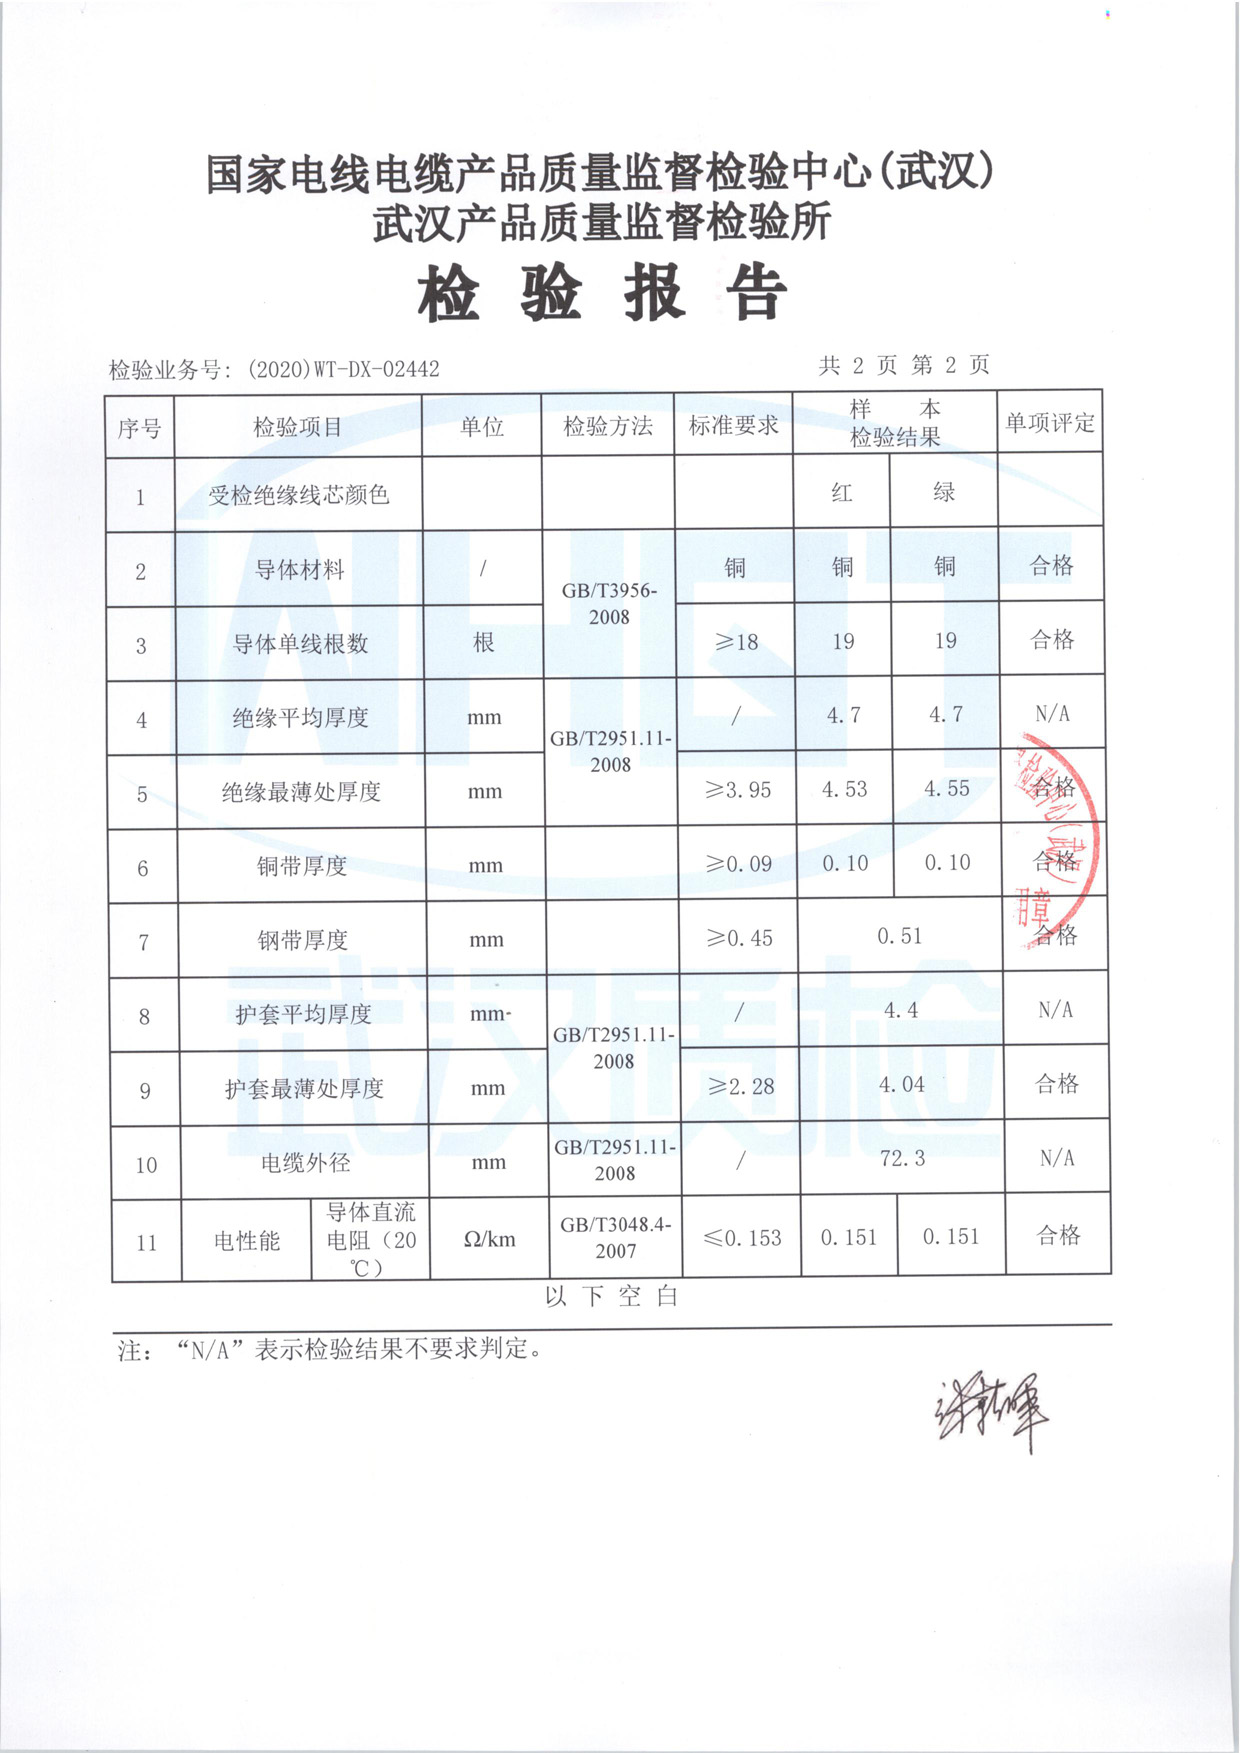 国家电线电缆产品质量监督检验中心(武汉)
武汉产品质量监督检验所
检 验 报 告
检验业务号: (2020)WT-DX-02442
共 2 页 第 2 页
序号 检验项目 单位 检验方法 标准要求 样 本 检验结果 单项评定
1 受检绝缘线芯颜色 红 绿
2 导体材料 / GB/T3956-2008 铜 铜 铜 合格
3 导体单线根数 根 ≥18 19 19 合格
4 绝缘平均厚度 mm GB/T2951.11-2008 / 4.7 4.7 N/A
5 绝缘最薄处厚度 mm ≥3.95 4.53 4.55 合格
6 铜带厚度 mm ≥0.09 0.10 0.10 合格
7 钢带厚度 mm ≥0.45 0.51 合格
8 护套平均厚度 mm GB/T2951.11-2008 / 4.4 N/A
9 护套最薄处厚度 mm ≥2.28 4.04 合格
10 电缆外径 mm GB/T2951.11-2008 / 72.3 N/A
11 电性能 导体直流电阻（20℃） Ω/km GB/T3048.4-2007 ≤0.153 0.151 0.151 合格
以 下 空 白
注：“N/A”表示检验结果不要求判定。
WHQT
武汉质检
检验中心(武汉)
用章